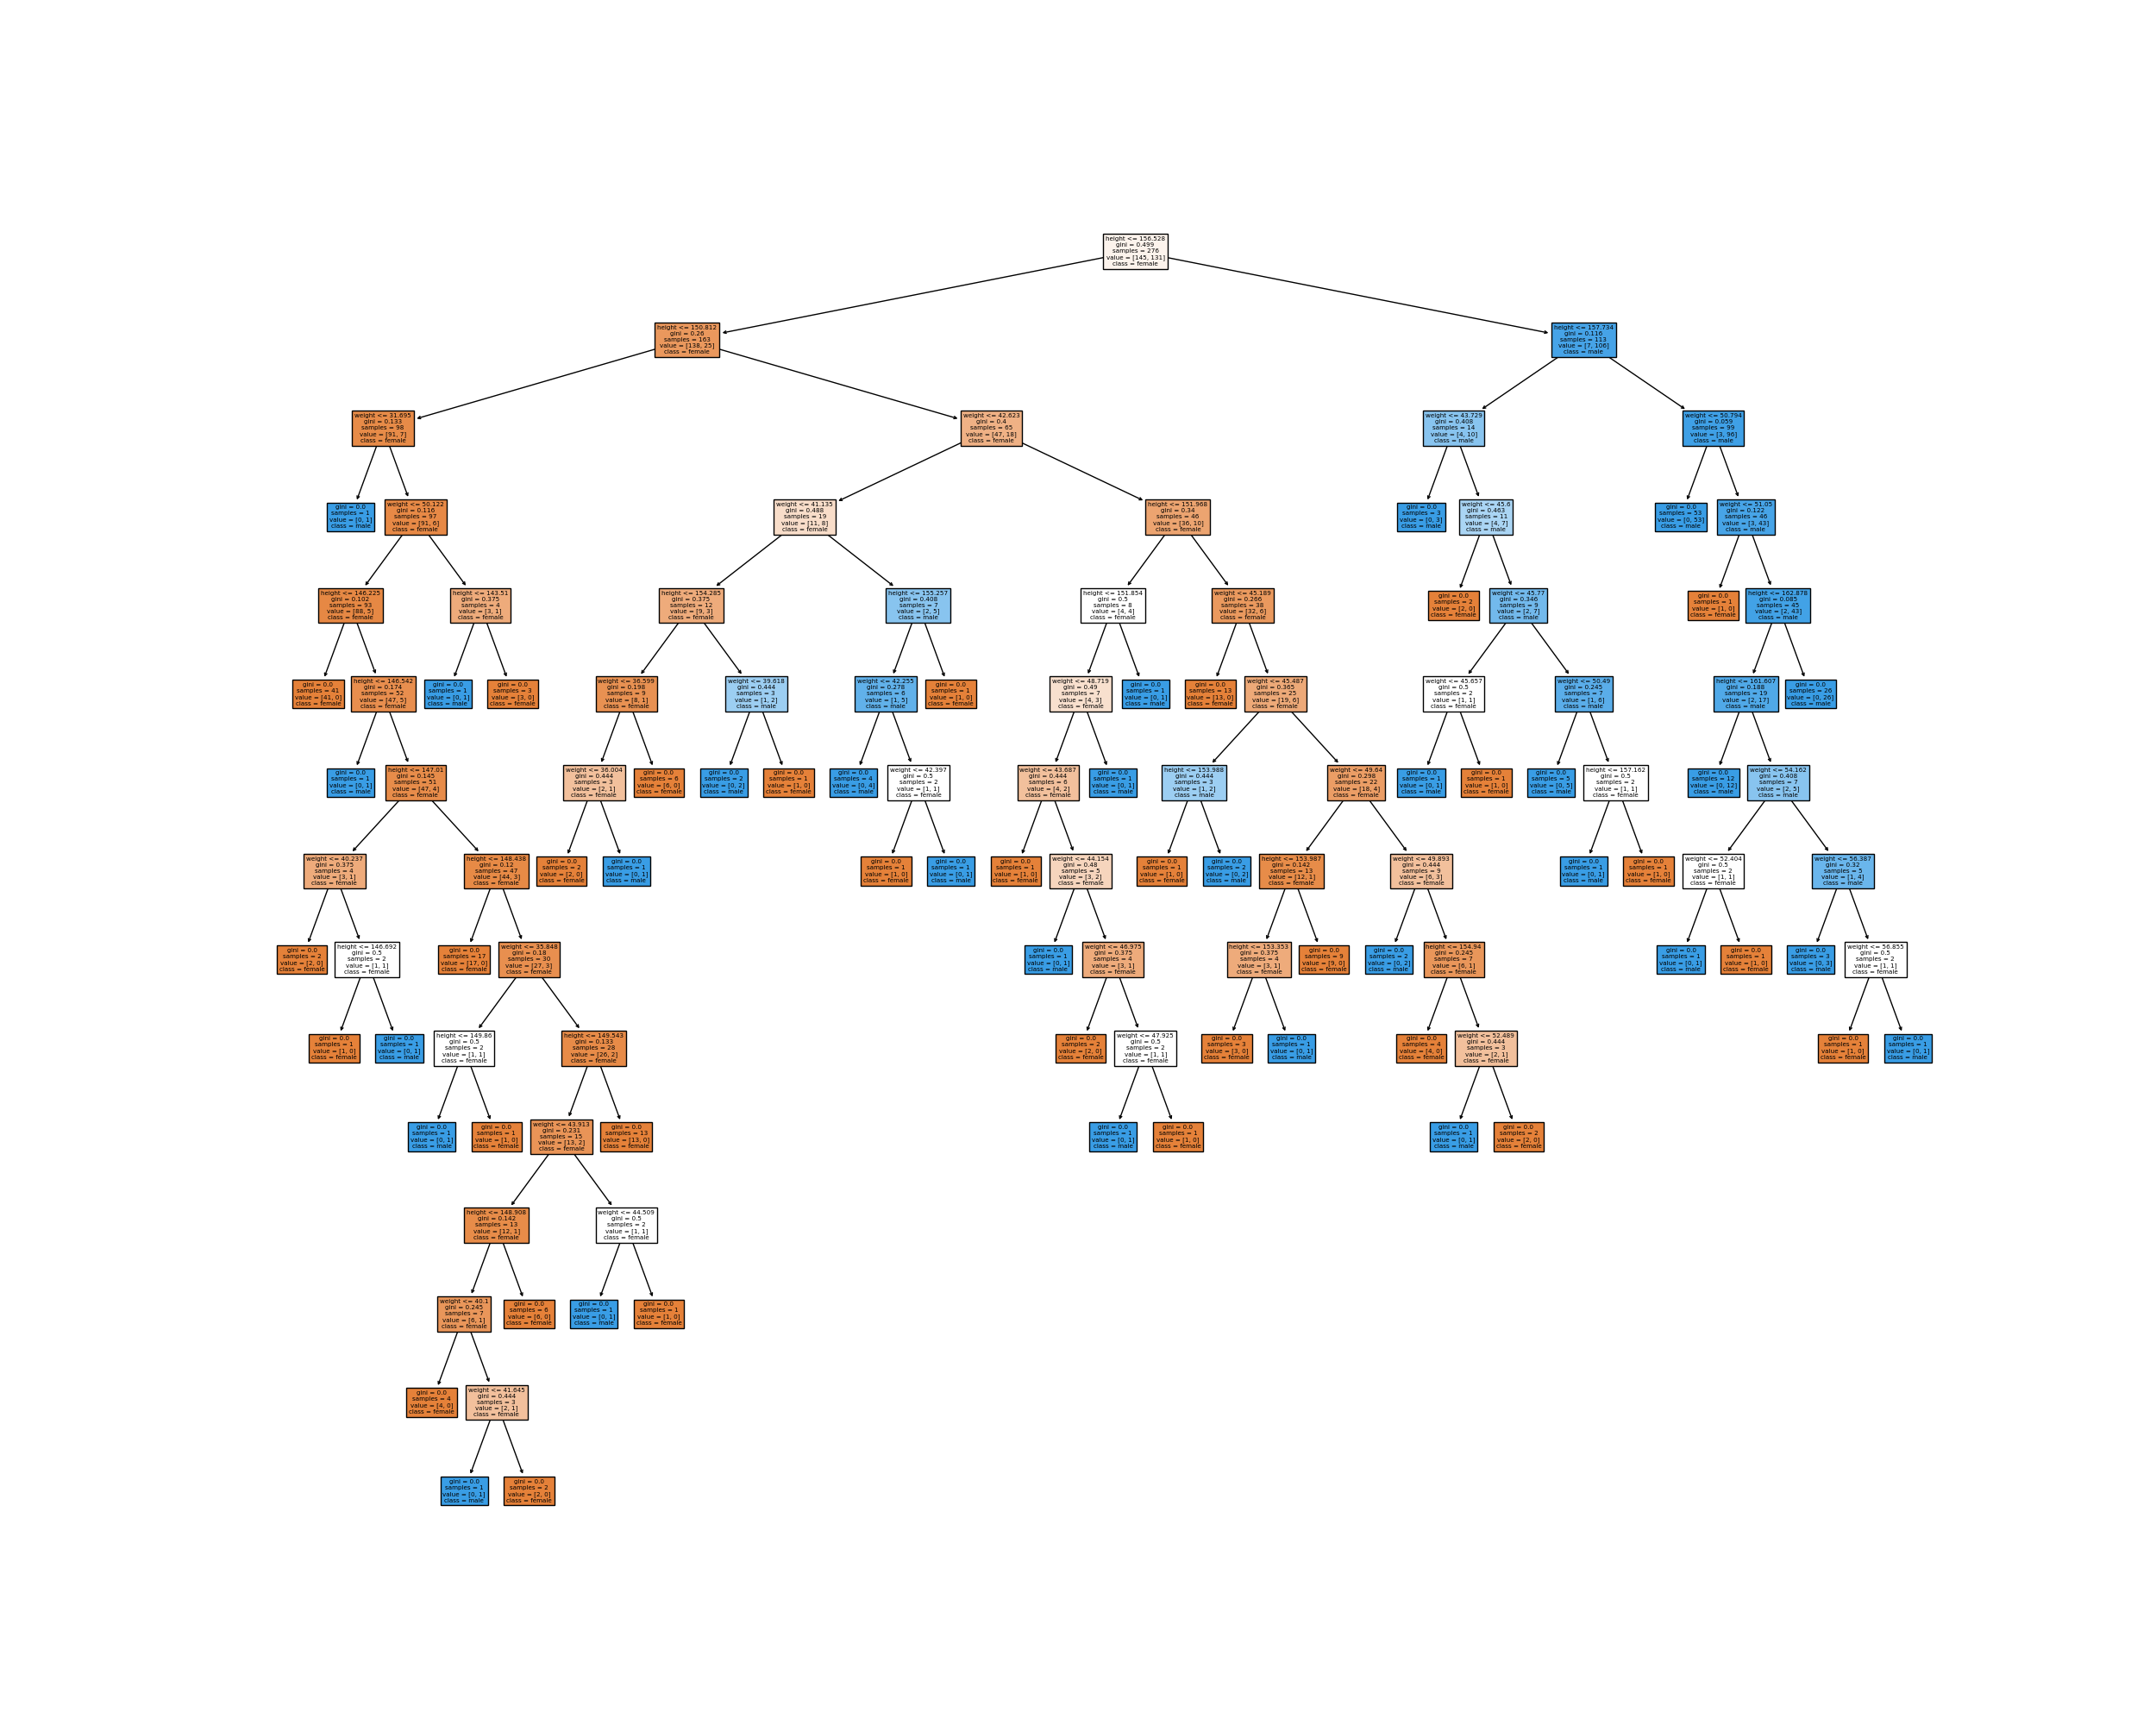 height <= 156.528
gini = 0.499
samples = 276
value = [145, 131]
class = female
height <= 150.812
gini = 0.26
samples = 163
value = [138, 25]
class = female
height <= 157.734
gini = 0.116
samples = 113
value = [7, 106]
class = male
weight <= 31.695
gini = 0.133
samples = 98
value = [91, 7]
class = female
weight <= 42.623
gini = 0.4
samples = 65
value = [47, 18]
class = female
weight <= 43.729
gini = 0.408
samples = 14
value = [4, 10]
class = male
weight <= 50.794
gini = 0.059
samples = 99
value = [3, 96]
class = male
gini = 0.0
samples = 1
value = [0, 1]
class = male
weight <= 50.122
gini = 0.116
samples = 97
value = [91, 6]
class = female
weight <= 41.135
gini = 0.488
samples = 19
value = [11, 8]
class = female
height <= 151.968
gini = 0.34
samples = 46
value = [36, 10]
class = female
gini = 0.0
samples = 3
value = [0, 3]
class = male
weight <= 45.6
gini = 0.463
samples = 11
value = [4, 7]
class = male
gini = 0.0
samples = 53
value = [0, 53]
class = male
weight <= 51.05
gini = 0.122
samples = 46
value = [3, 43]
class = male
height <= 146.225
gini = 0.102
samples = 93
value = [88, 5]
class = female
height <= 143.51
gini = 0.375
samples = 4
value = [3, 1]
class = female
height <= 154.285
gini = 0.375
samples = 12
value = [9, 3]
class = female
height <= 155.257
gini = 0.408
samples = 7
value = [2, 5]
class = male
height <= 151.854
gini = 0.5
samples = 8
value = [4, 4]
class = female
weight <= 45.189
gini = 0.266
samples = 38
value = [32, 6]
class = female
gini = 0.0
samples = 2
value = [2, 0]
class = female
weight <= 45.77
gini = 0.346
samples = 9
value = [2, 7]
class = male
gini = 0.0
samples = 1
value = [1, 0]
class = female
height <= 162.878
gini = 0.085
samples = 45
value = [2, 43]
class = male
gini = 0.0
samples = 41
value = [41, 0]
class = female
height <= 146.542
gini = 0.174
samples = 52
value = [47, 5]
class = female
gini = 0.0
samples = 1
value = [0, 1]
class = male
gini = 0.0
samples = 3
value = [3, 0]
class = female
weight <= 36.599
gini = 0.198
samples = 9
value = [8, 1]
class = female
weight <= 39.618
gini = 0.444
samples = 3
value = [1, 2]
class = male
weight <= 42.255
gini = 0.278
samples = 6
value = [1, 5]
class = male
gini = 0.0
samples = 1
value = [1, 0]
class = female
weight <= 48.719
gini = 0.49
samples = 7
value = [4, 3]
class = female
gini = 0.0
samples = 1
value = [0, 1]
class = male
gini = 0.0
samples = 13
value = [13, 0]
class = female
weight <= 45.487
gini = 0.365
samples = 25
value = [19, 6]
class = female
weight <= 45.657
gini = 0.5
samples = 2
value = [1, 1]
class = female
weight <= 50.49
gini = 0.245
samples = 7
value = [1, 6]
class = male
height <= 161.607
gini = 0.188
samples = 19
value = [2, 17]
class = male
gini = 0.0
samples = 26
value = [0, 26]
class = male
gini = 0.0
samples = 1
value = [0, 1]
class = male
height <= 147.01
gini = 0.145
samples = 51
value = [47, 4]
class = female
weight <= 36.004
gini = 0.444
samples = 3
value = [2, 1]
class = female
gini = 0.0
samples = 6
value = [6, 0]
class = female
gini = 0.0
samples = 2
value = [0, 2]
class = male
gini = 0.0
samples = 1
value = [1, 0]
class = female
gini = 0.0
samples = 4
value = [0, 4]
class = male
weight <= 42.397
gini = 0.5
samples = 2
value = [1, 1]
class = female
weight <= 43.687
gini = 0.444
samples = 6
value = [4, 2]
class = female
gini = 0.0
samples = 1
value = [0, 1]
class = male
height <= 153.988
gini = 0.444
samples = 3
value = [1, 2]
class = male
weight <= 49.64
gini = 0.298
samples = 22
value = [18, 4]
class = female
gini = 0.0
samples = 1
value = [0, 1]
class = male
gini = 0.0
samples = 1
value = [1, 0]
class = female
gini = 0.0
samples = 5
value = [0, 5]
class = male
height <= 157.162
gini = 0.5
samples = 2
value = [1, 1]
class = female
gini = 0.0
samples = 12
value = [0, 12]
class = male
weight <= 54.162
gini = 0.408
samples = 7
value = [2, 5]
class = male
weight <= 40.237
gini = 0.375
samples = 4
value = [3, 1]
class = female
height <= 148.438
gini = 0.12
samples = 47
value = [44, 3]
class = female
gini = 0.0
samples = 2
value = [2, 0]
class = female
gini = 0.0
samples = 1
value = [0, 1]
class = male
gini = 0.0
samples = 1
value = [1, 0]
class = female
gini = 0.0
samples = 1
value = [0, 1]
class = male
gini = 0.0
samples = 1
value = [1, 0]
class = female
weight <= 44.154
gini = 0.48
samples = 5
value = [3, 2]
class = female
gini = 0.0
samples = 1
value = [1, 0]
class = female
gini = 0.0
samples = 2
value = [0, 2]
class = male
height <= 153.987
gini = 0.142
samples = 13
value = [12, 1]
class = female
weight <= 49.893
gini = 0.444
samples = 9
value = [6, 3]
class = female
gini = 0.0
samples = 1
value = [0, 1]
class = male
gini = 0.0
samples = 1
value = [1, 0]
class = female
weight <= 52.404
gini = 0.5
samples = 2
value = [1, 1]
class = female
weight <= 56.387
gini = 0.32
samples = 5
value = [1, 4]
class = male
gini = 0.0
samples = 2
value = [2, 0]
class = female
height <= 146.692
gini = 0.5
samples = 2
value = [1, 1]
class = female
gini = 0.0
samples = 17
value = [17, 0]
class = female
weight <= 35.848
gini = 0.18
samples = 30
value = [27, 3]
class = female
gini = 0.0
samples = 1
value = [0, 1]
class = male
weight <= 46.975
gini = 0.375
samples = 4
value = [3, 1]
class = female
height <= 153.353
gini = 0.375
samples = 4
value = [3, 1]
class = female
gini = 0.0
samples = 9
value = [9, 0]
class = female
gini = 0.0
samples = 2
value = [0, 2]
class = male
height <= 154.94
gini = 0.245
samples = 7
value = [6, 1]
class = female
gini = 0.0
samples = 1
value = [0, 1]
class = male
gini = 0.0
samples = 1
value = [1, 0]
class = female
gini = 0.0
samples = 3
value = [0, 3]
class = male
weight <= 56.855
gini = 0.5
samples = 2
value = [1, 1]
class = female
gini = 0.0
samples = 1
value = [1, 0]
class = female
gini = 0.0
samples = 1
value = [0, 1]
class = male
height <= 149.86
gini = 0.5
samples = 2
value = [1, 1]
class = female
height <= 149.543
gini = 0.133
samples = 28
value = [26, 2]
class = female
gini = 0.0
samples = 2
value = [2, 0]
class = female
weight <= 47.925
gini = 0.5
samples = 2
value = [1, 1]
class = female
gini = 0.0
samples = 3
value = [3, 0]
class = female
gini = 0.0
samples = 1
value = [0, 1]
class = male
gini = 0.0
samples = 4
value = [4, 0]
class = female
weight <= 52.489
gini = 0.444
samples = 3
value = [2, 1]
class = female
gini = 0.0
samples = 1
value = [1, 0]
class = female
gini = 0.0
samples = 1
value = [0, 1]
class = male
gini = 0.0
samples = 1
value = [0, 1]
class = male
gini = 0.0
samples = 1
value = [1, 0]
class = female
weight <= 43.913
gini = 0.231
samples = 15
value = [13, 2]
class = female
gini = 0.0
samples = 13
value = [13, 0]
class = female
gini = 0.0
samples = 1
value = [0, 1]
class = male
gini = 0.0
samples = 1
value = [1, 0]
class = female
gini = 0.0
samples = 1
value = [0, 1]
class = male
gini = 0.0
samples = 2
value = [2, 0]
class = female
height <= 148.908
gini = 0.142
samples = 13
value = [12, 1]
class = female
weight <= 44.509
gini = 0.5
samples = 2
value = [1, 1]
class = female
weight <= 40.1
gini = 0.245
samples = 7
value = [6, 1]
class = female
gini = 0.0
samples = 6
value = [6, 0]
class = female
gini = 0.0
samples = 1
value = [0, 1]
class = male
gini = 0.0
samples = 1
value = [1, 0]
class = female
gini = 0.0
samples = 4
value = [4, 0]
class = female
weight <= 41.645
gini = 0.444
samples = 3
value = [2, 1]
class = female
gini = 0.0
samples = 1
value = [0, 1]
class = male
gini = 0.0
samples = 2
value = [2, 0]
class = female